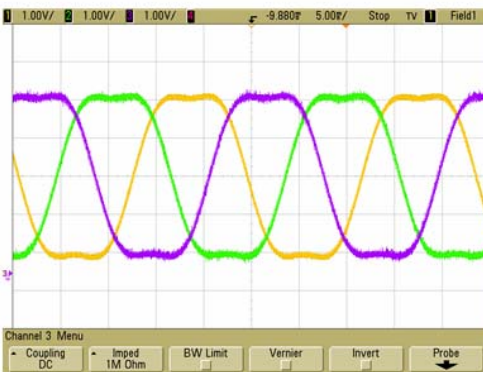 1 1.00V/ 2 1.00V/ 3 1.00V/ 4 -9.880 5.00 Stop TV 1 Field1
3
Channel 3 Menu
Coupling Imped BW Limit Vernier Invert Probe
DC 1M Ohm